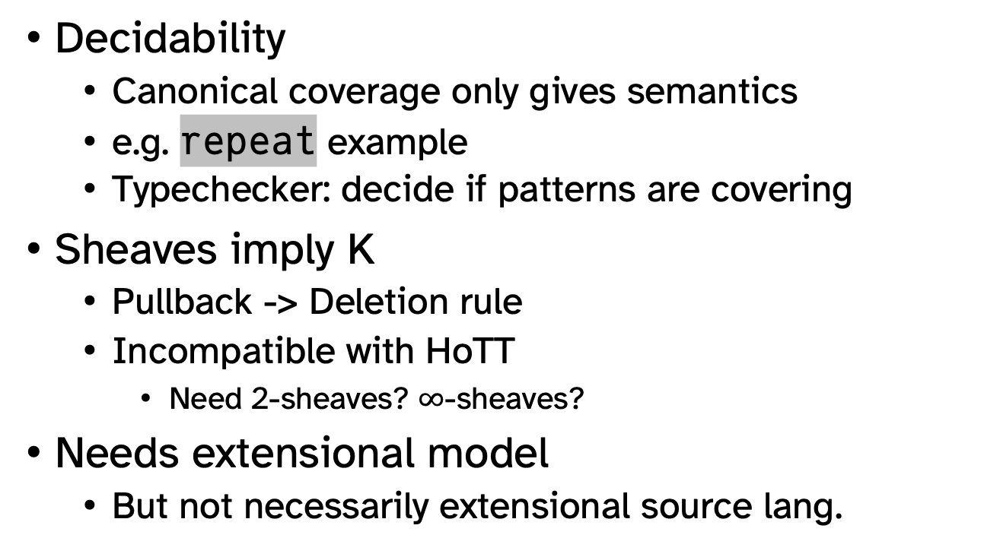 • Decidability
• Canonical coverage only gives semantics
• e.g. repeat example
• Typechecker: decide if patterns are covering
• Sheaves imply K
• Pullback -> Deletion rule
• Incompatible with HoTT
• Need 2-sheaves? ∞-sheaves?
• Needs extensional model
• But not necessarily extensional source lang.